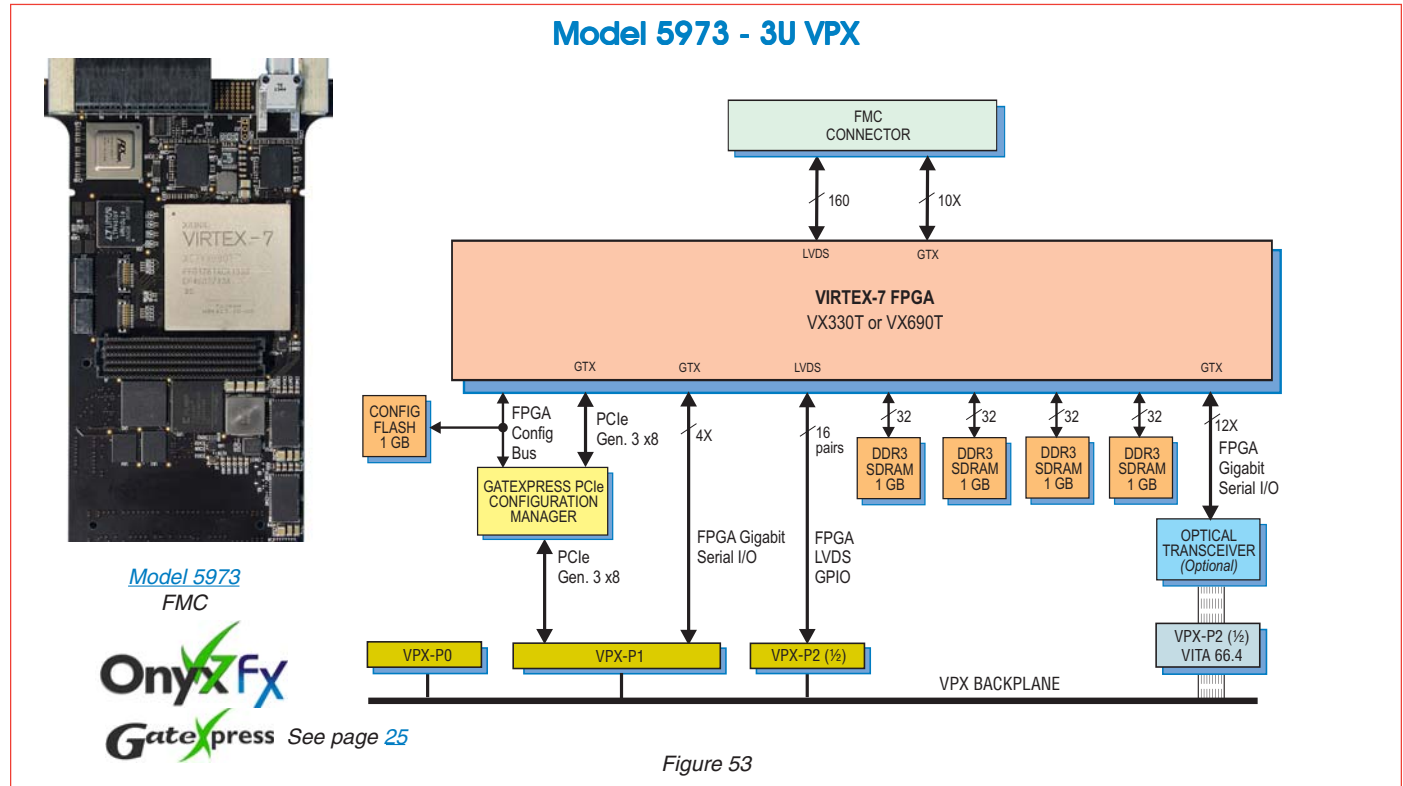 Model 5973 - 3U VPX
VIRTEX-7
Model 5973
FMC
Onyx7Fx
GateXpress See page 25
FMC
CONNECTOR
160
10X
LVDS
GTX
VIRTEX-7 FPGA
VX330T or VX690T
GTX
GTX
LVDS
GTX
CONFIG
FLASH
1 GB
FPGA
Config
Bus
PCIe
Gen. 3 x8
4X
16
pairs
32
32
32
32
12X
FPGA
Gigabit
Serial I/O
DDR3
SDRAM
1 GB
DDR3
SDRAM
1 GB
DDR3
SDRAM
1 GB
DDR3
SDRAM
1 GB
GATEXPRESS PCIe
CONFIGURATION
MANAGER
PCIe
Gen. 3 x8
FPGA Gigabit
Serial I/O
FPGA
LVDS
GPIO
OPTICAL
TRANSCEIVER
(Optional)
VPX-P0
VPX-P1
VPX-P2 (½)
VPX-P2 (½)
VITA 66.4
VPX BACKPLANE
Figure 53